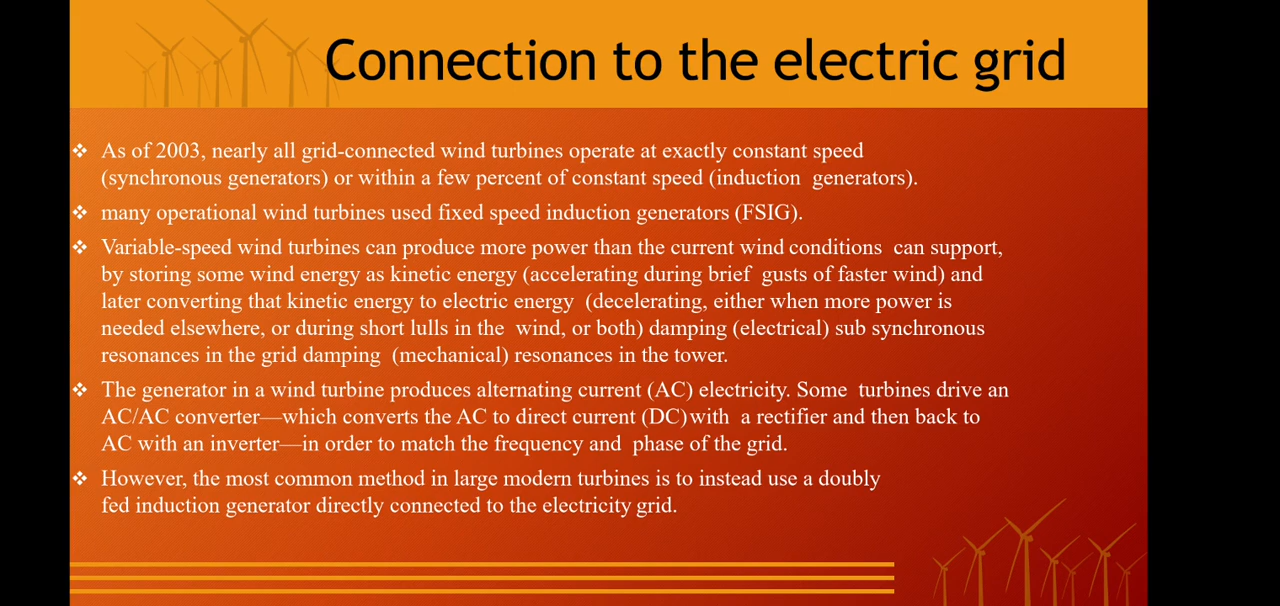 Connection to the electric grid
❖ As of 2003, nearly all grid-connected wind turbines operate at exactly constant speed
(synchronous generators) or within a few percent of constant speed (induction generators).
❖ many operational wind turbines used fixed speed induction generators (FSIG).
❖ Variable-speed wind turbines can produce more power than the current wind conditions can support,
by storing some wind energy as kinetic energy (accelerating during brief gusts of faster wind) and
later converting that kinetic energy to electric energy (decelerating, either when more power is
needed elsewhere, or during short lulls in the wind, or both) damping (electrical) sub synchronous
resonances in the grid damping (mechanical) resonances in the tower.
❖ The generator in a wind turbine produces alternating current (AC) electricity. Some turbines drive an
AC/AC converter—which converts the AC to direct current (DC) with a rectifier and then back to
AC with an inverter—in order to match the frequency and phase of the grid.
❖ However, the most common method in large modern turbines is to instead use a doubly
fed induction generator directly connected to the electricity grid.